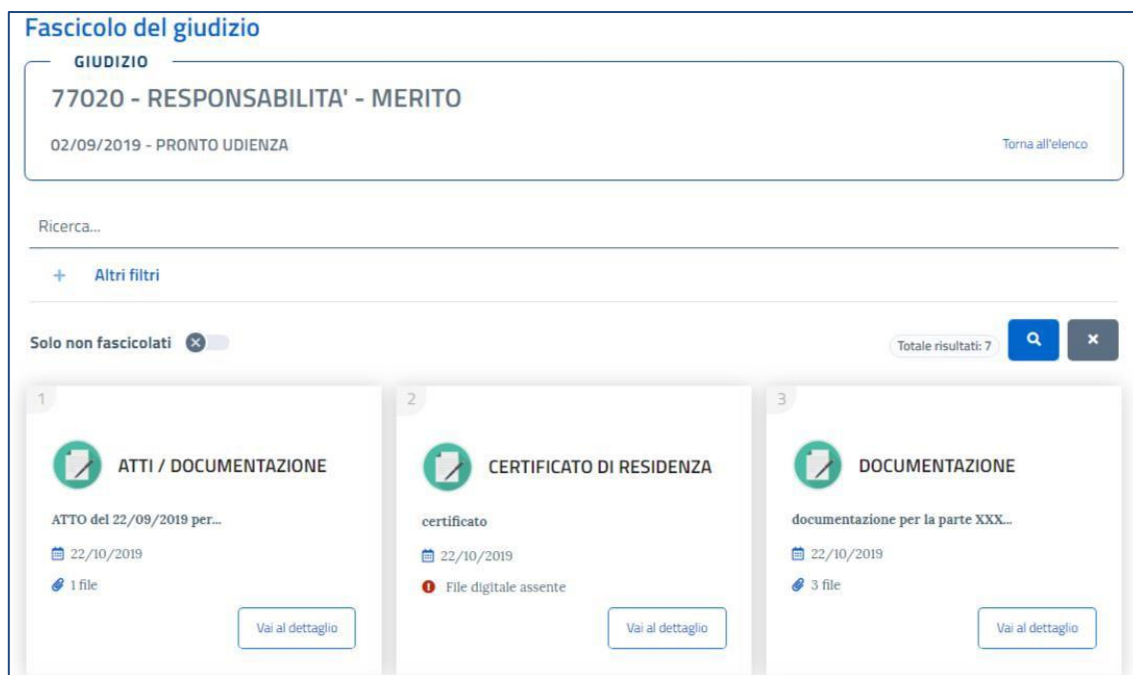 Fascicolo del giudizio
GIUDIZIO
77020 - RESPONSABILITA' - MERITO
02/09/2019 - PRONTO UDIENZA
Torna all'elenco
Ricerca...
+ Altri filtri
Solo non fascicolati
Totale risultati: 7
1
ATTI / DOCUMENTAZIONE
ATTO del 22/09/2019 per...
22/10/2019
1 file
Vai al dettaglio
2
CERTIFICATO DI RESIDENZA
certificato
22/10/2019
File digitale assente
Vai al dettaglio
3
DOCUMENTAZIONE
documentazione per la parte XXX...
22/10/2019
3 file
Vai al dettaglio